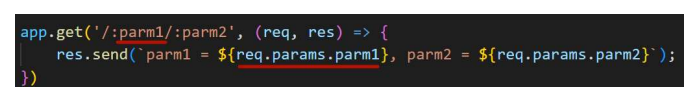 app.get('/:parm1/:parm2', (req, res) => {
    res.send(`parm1 = ${req.params.parm1}, parm2 = ${req.params.parm2}`);
})